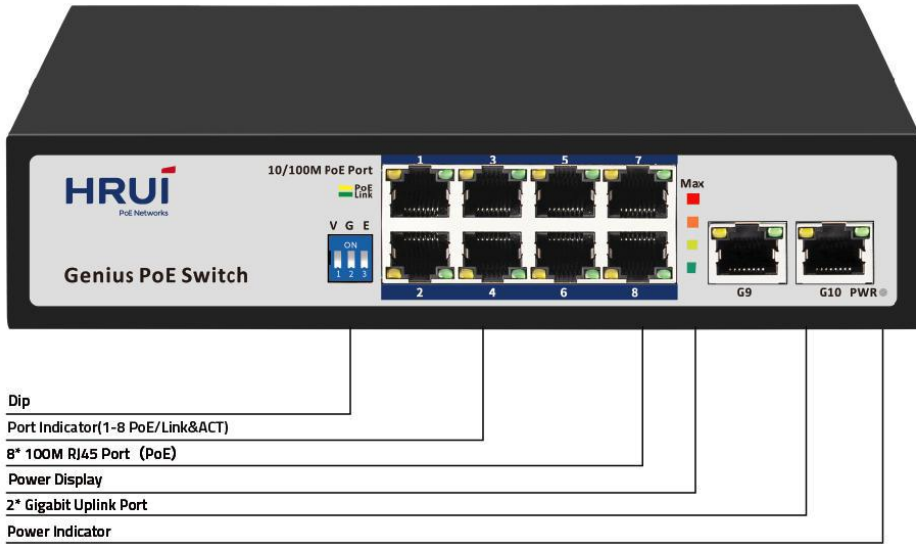 1 3 5 7
HRUI
PoE Networks
10/100M PoE Port
PoE
Link
Max
V G E
ON
1 2 3
Genius PoE Switch
2 4 6 8
G9
G10 PWR
Dip
Port Indicator(1-8 PoE/Link&ACT)
8* 100M RJ45 Port (PoE)
Power Display
2* Gigabit Uplink Port
Power Indicator